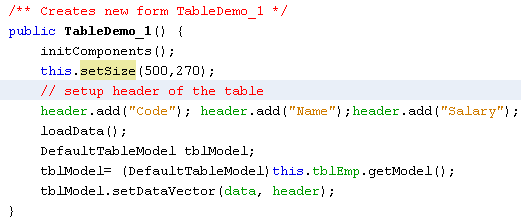 /** Creates new form TableDemo_1 */
public TableDemo_1() {
initComponents();
this.setSize(500,270);
// setup header of the table
header.add("Code"); header.add("Name");header.add("Salary");
loadData();
DefaultTableModel tblModel;
tblModel= (DefaultTableModel)this.tblEmp.getModel();
tblModel.setDataVector(data, header);
}